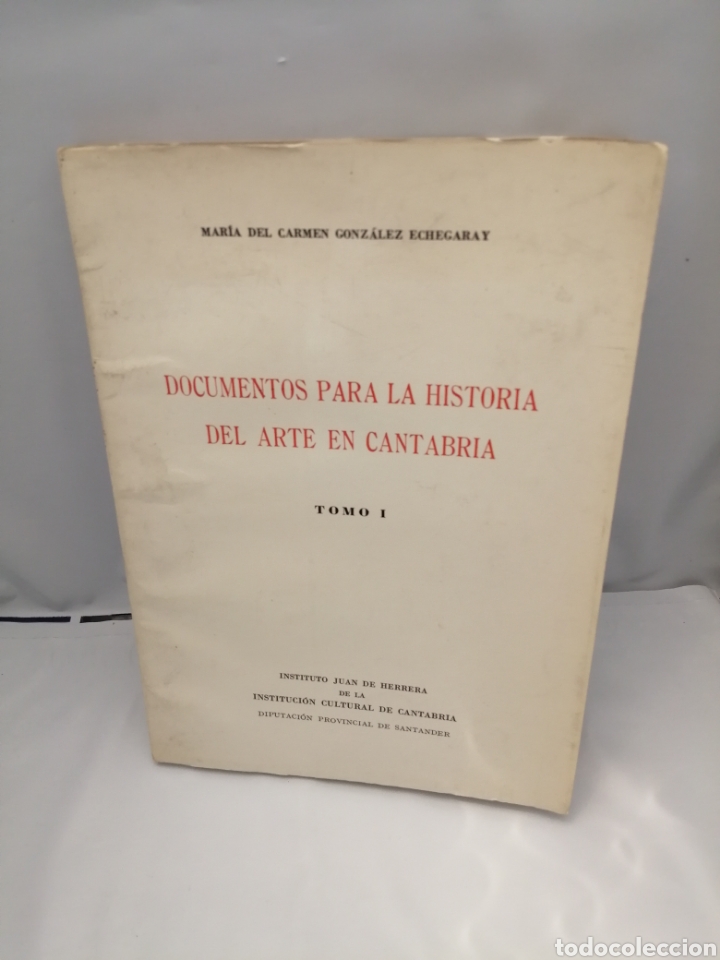 MARÍA DEL CARMEN GONZÁLEZ ECHEGARAY
DOCUMENTOS PARA LA HISTORIA
DEL ARTE EN CANTABRIA
TOMO I
INSTITUTO JUAN DE HERRERA
DE LA
INSTITUCIÓN CULTURAL DE CANTABRIA
DIPUTACIÓN PROVINCIAL DE SANTANDER
todocoleccion